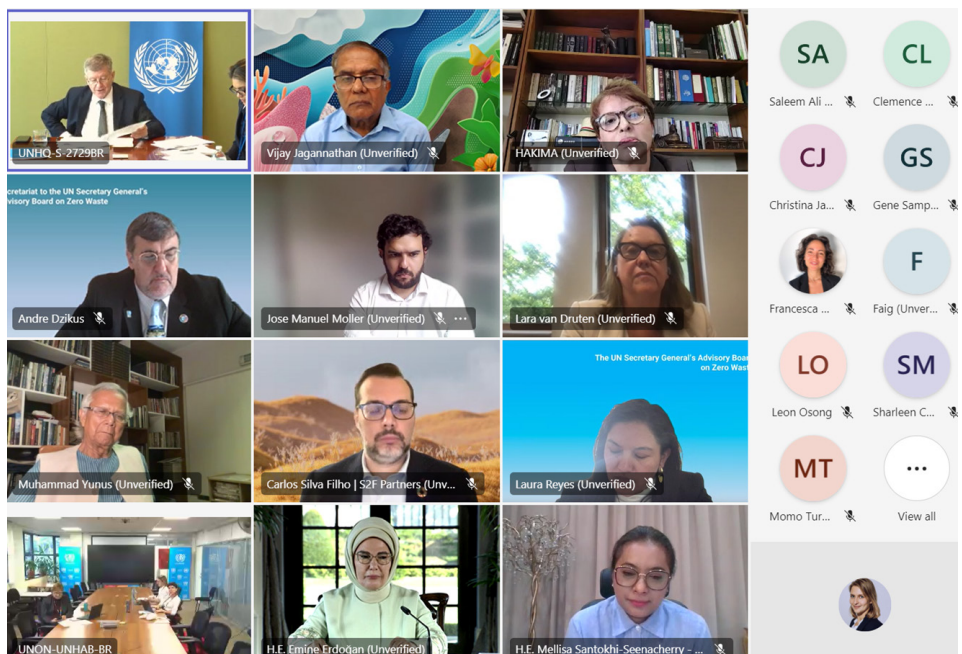 UNHQ-S-2729BR
Vijay Jagannathan (Unverified)
HAKIMA (Unverified)
SA
CL
Saleem Ali ...
Clemence ...
CJ
GS
Christina Ja...
Gene Samp...
cretariat to the UN Secretary General's
visory Board on Zero Waste
Andre Dzikus
Jose Manuel Moller (Unverified) ...
Lara van Druten (Unverified)
F
Francesca ...
Faig (Unver...
LO
SM
Leon Osong
Sharleen C...
Muhammad Yunus (Unverified)
Carlos Silva Filho | S2F Partners (Unv...
The UN Secretary General's Advisory Boa
on Zero Wast
Laura Reyes (Unverified)
MT
...
Momo Tur...
View all
UNON-UNHAB-BR
H.E. Emine Erdoğan (Unverified)
H.E. Mellisa Santokhi-Seenacherry - ...